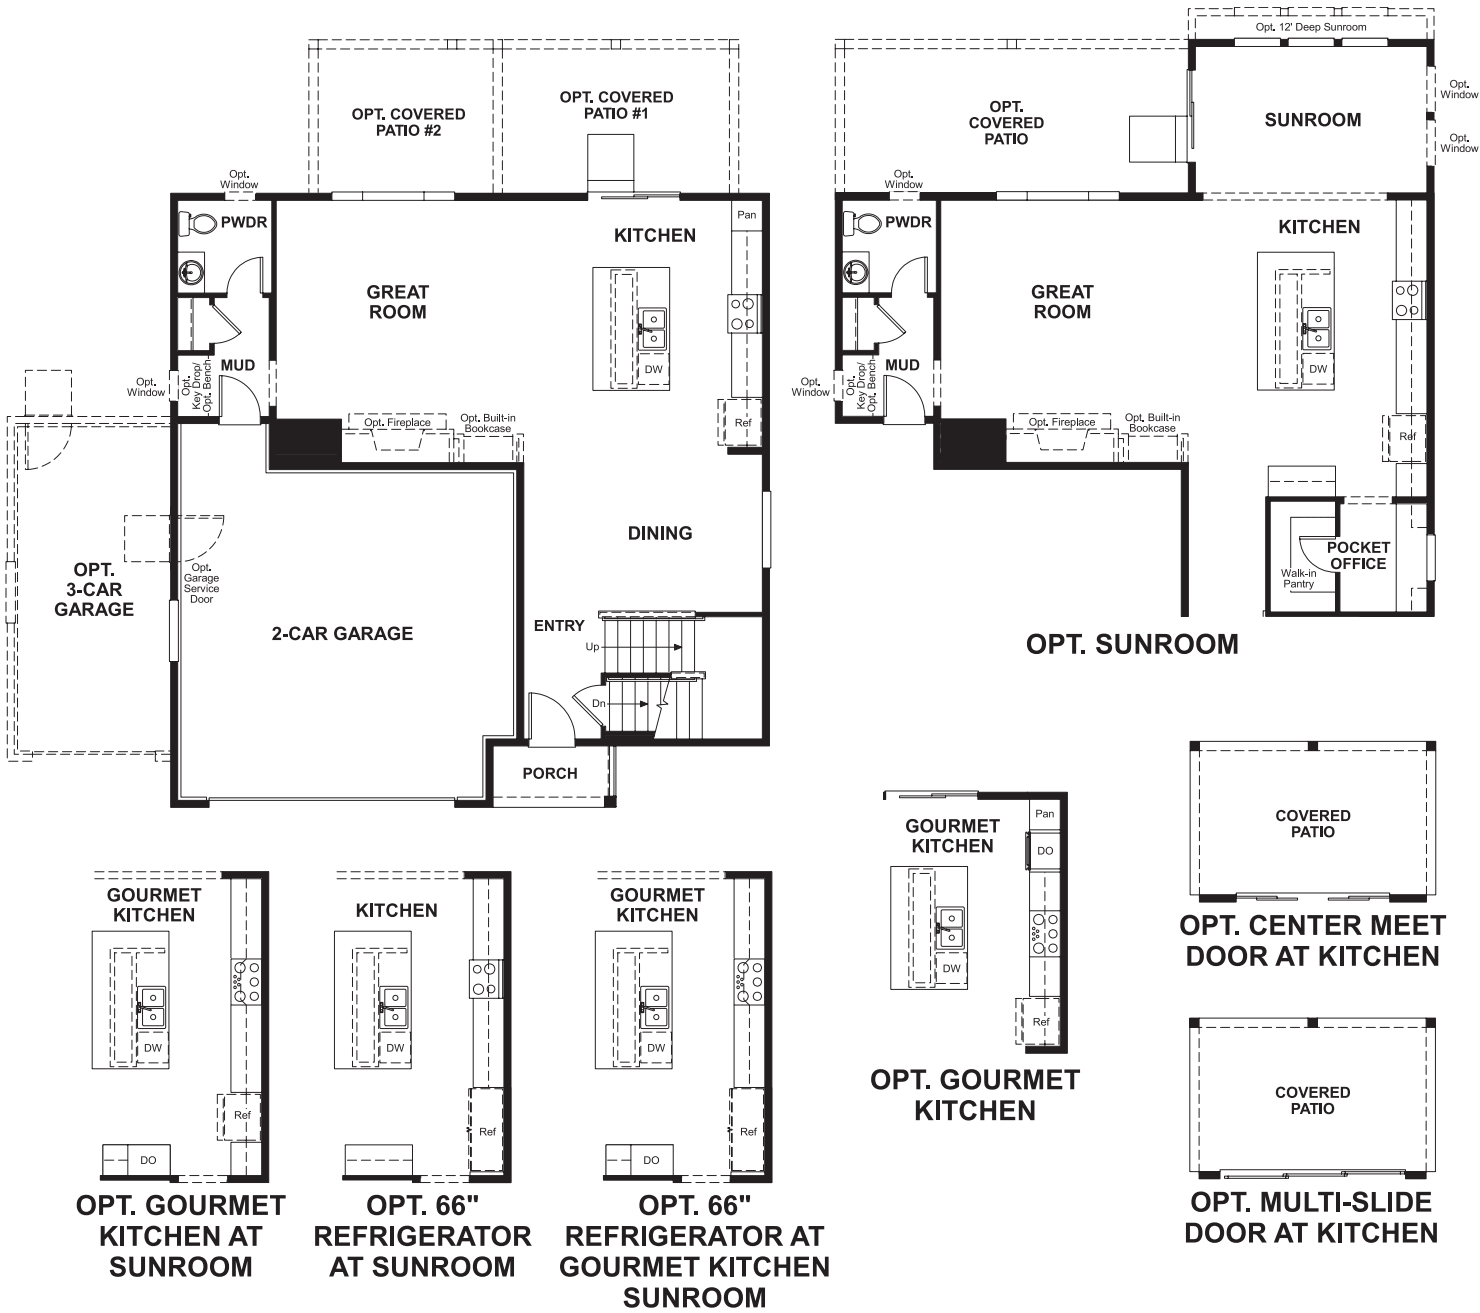 OPT. COVERED
PATIO #2
OPT. COVERED
PATIO #1
Opt.
Window
PWDR
Pan
KITCHEN
GREAT
ROOM
DW
MUD
Opt.
Window
Opt.
Key Drop/
Opt. Bench
Opt. Fireplace
Opt. Built-in
Bookcase
Ref
DINING
OPT.
3-CAR
GARAGE
Opt.
Garage
Service
Door
2-CAR GARAGE
ENTRY
Up
Dn
PORCH
Opt. 12' Deep Sunroom
OPT.
COVERED
PATIO
SUNROOM
Opt.
Window
Opt.
Window
Opt.
Window
PWDR
KITCHEN
GREAT
ROOM
DW
MUD
Opt.
Window
Opt.
Key Drop/
Opt. Bench
Opt. Fireplace
Opt. Built-in
Bookcase
Ref
POCKET
OFFICE
Walk-in
Pantry
OPT. SUNROOM
GOURMET
KITCHEN
Pan
DO
DW
Ref
OPT. GOURMET
KITCHEN
COVERED
PATIO
OPT. CENTER MEET
DOOR AT KITCHEN
COVERED
PATIO
OPT. MULTI-SLIDE
DOOR AT KITCHEN
GOURMET
KITCHEN
DW
Ref
DO
OPT. GOURMET
KITCHEN AT
SUNROOM
KITCHEN
DW
Ref
OPT. 66"
REFRIGERATOR
AT SUNROOM
GOURMET
KITCHEN
DW
Ref
DO
OPT. 66"
REFRIGERATOR AT
GOURMET KITCHEN
SUNROOM